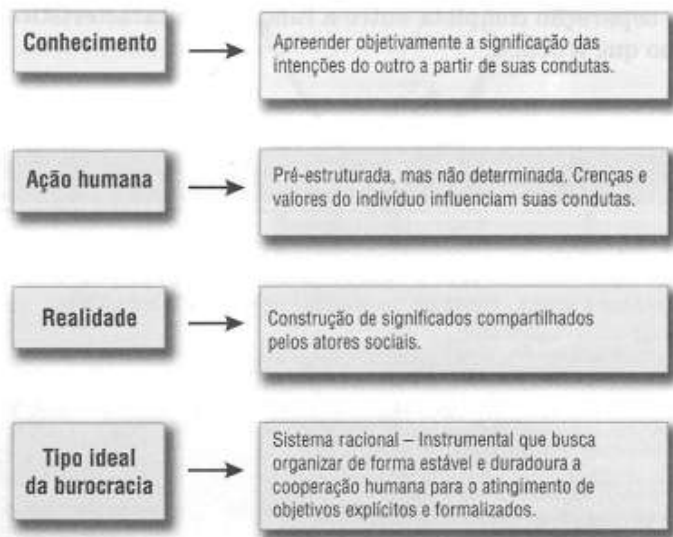 Conhecimento
Apreender objetivamente a significação das
intenções do outro a partir de suas condutas.
Ação humana
Pré-estruturada, mas não determinada. Crenças e
valores do indivíduo influenciam suas condutas.
Realidade
Construção de significados compartilhados
pelos atores sociais.
Tipo ideal
da burocracia
Sistema racional – Instrumental que busca
organizar de forma estável e duradoura a
cooperação humana para o atingimento de
objetivos explícitos e formalizados.